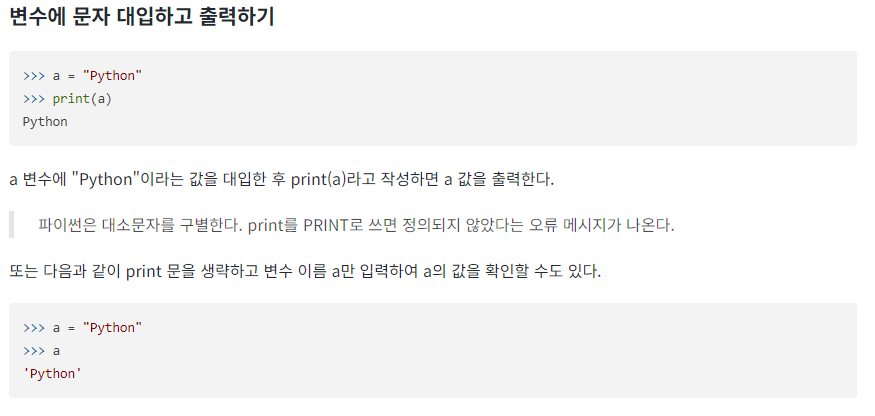 변수에 문자 대입하고 출력하기
>>> a = "Python"
>>> print(a)
Python
a 변수에 "Python"이라는 값을 대입한 후 print(a)라고 작성하면 a 값을 출력한다.
파이썬은 대소문자를 구별한다. print를 PRINT로 쓰면 정의되지 않았다는 오류 메시지가 나온다.
또는 다음과 같이 print 문을 생략하고 변수 이름 a만 입력하여 a의 값을 확인할 수도 있다.
>>> a = "Python"
>>> a
'Python'